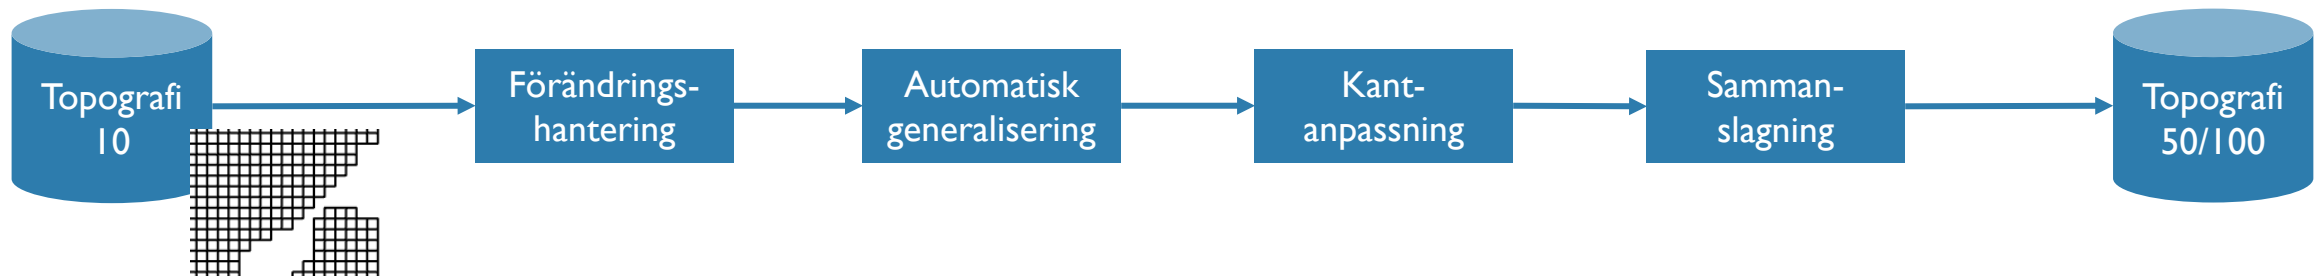 Topografi
10
Förändrings-
hantering
Automatisk
generalisering
Kant-
anpassning
Samman-
slagning
Topografi
50/100